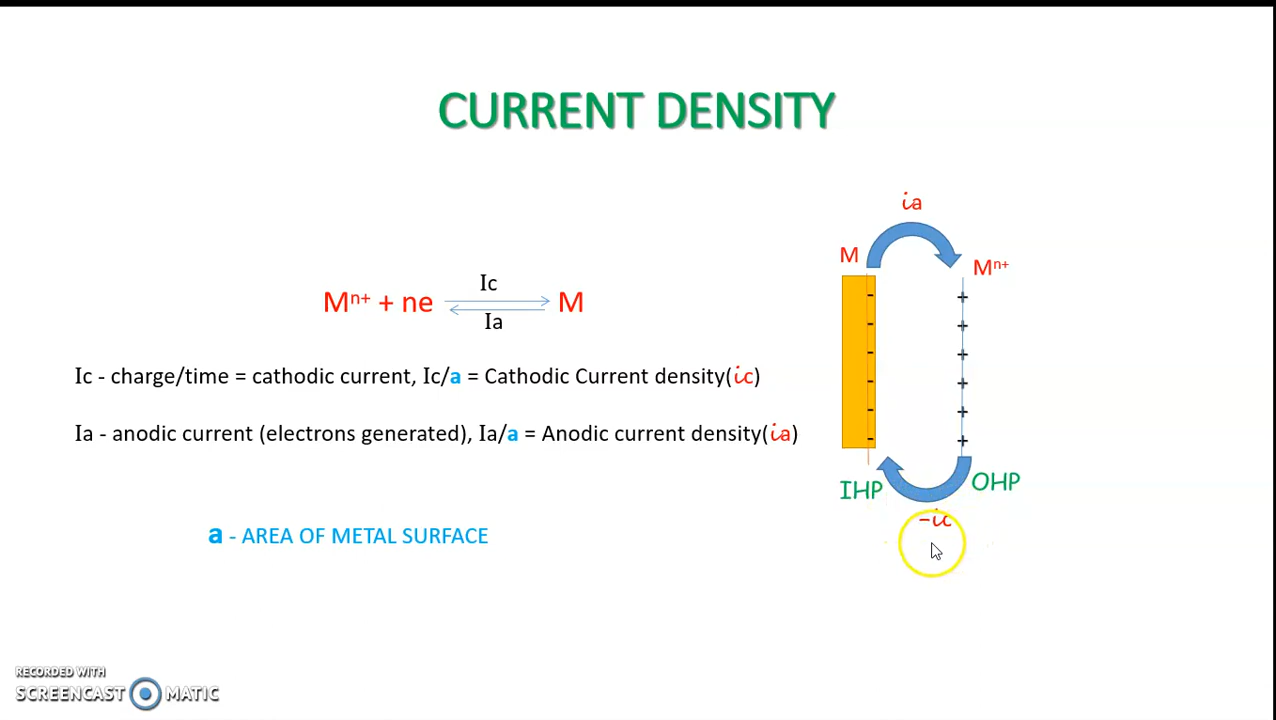 CURRENT DENSITY
ia
M
Mⁿ⁺
Ic
Mⁿ⁺ + ne M
Ia
Ic - charge/time = cathodic current, Ic/a = Cathodic Current density(ic)
Ia - anodic current (electrons generated), Ia/a = Anodic current density(ia)
IHP
OHP
-ic
a - AREA OF METAL SURFACE
RECORDED WITH
SCREENCAST MATIC